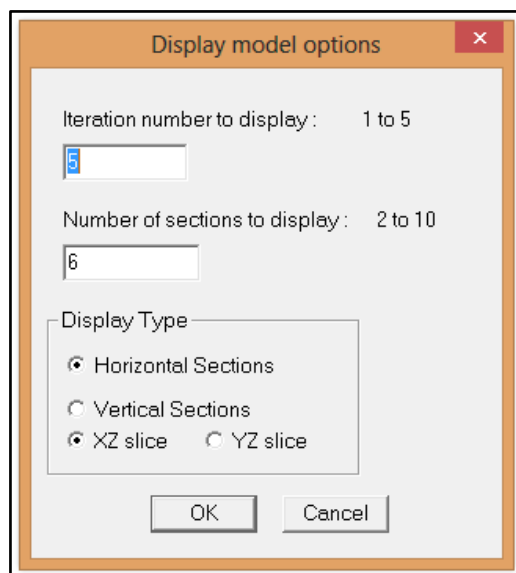 Display model options
Iteration number to display : 1 to 5
5
Number of sections to display : 2 to 10
6
Display Type
Horizontal Sections
Vertical Sections
XZ slice YZ slice
OK Cancel